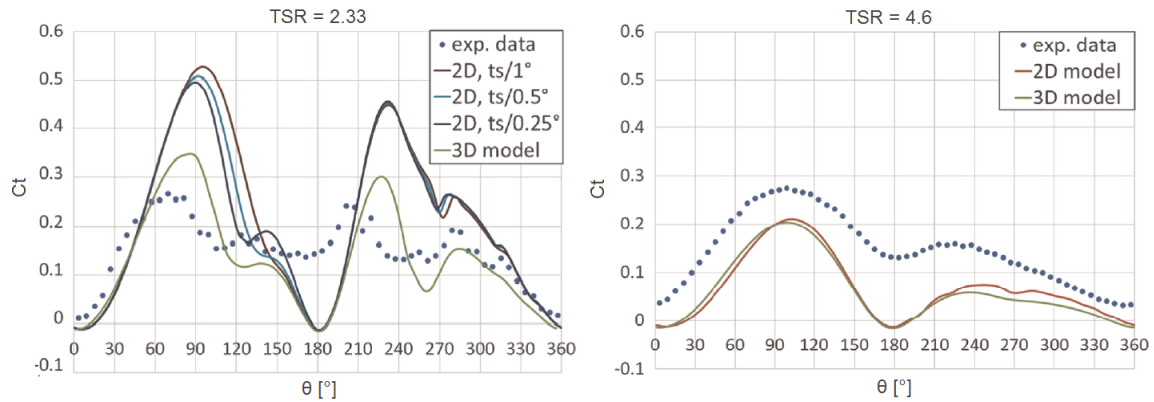 TSR = 2.33
0.6
0.5
0.4
0.3
0.2
0.1
0
-0.1
Ct
exp. data
2D, ts/1°
2D, ts/0.5°
2D, ts/0.25°
3D model
0 30 60 90 120 150 180 210 240 270 300 330 360
θ [°]
TSR = 4.6
0.6
0.5
0.4
0.3
0.2
0.1
0
-0.1
Ct
exp. data
2D model
3D model
0 30 60 90 120 150 180 210 240 270 300 330 360
θ [°]